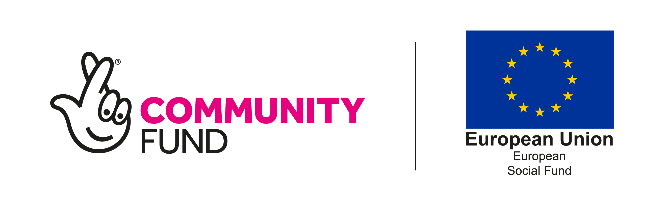 ®
COMMUNITY
FUND
European Union
European
Social Fund